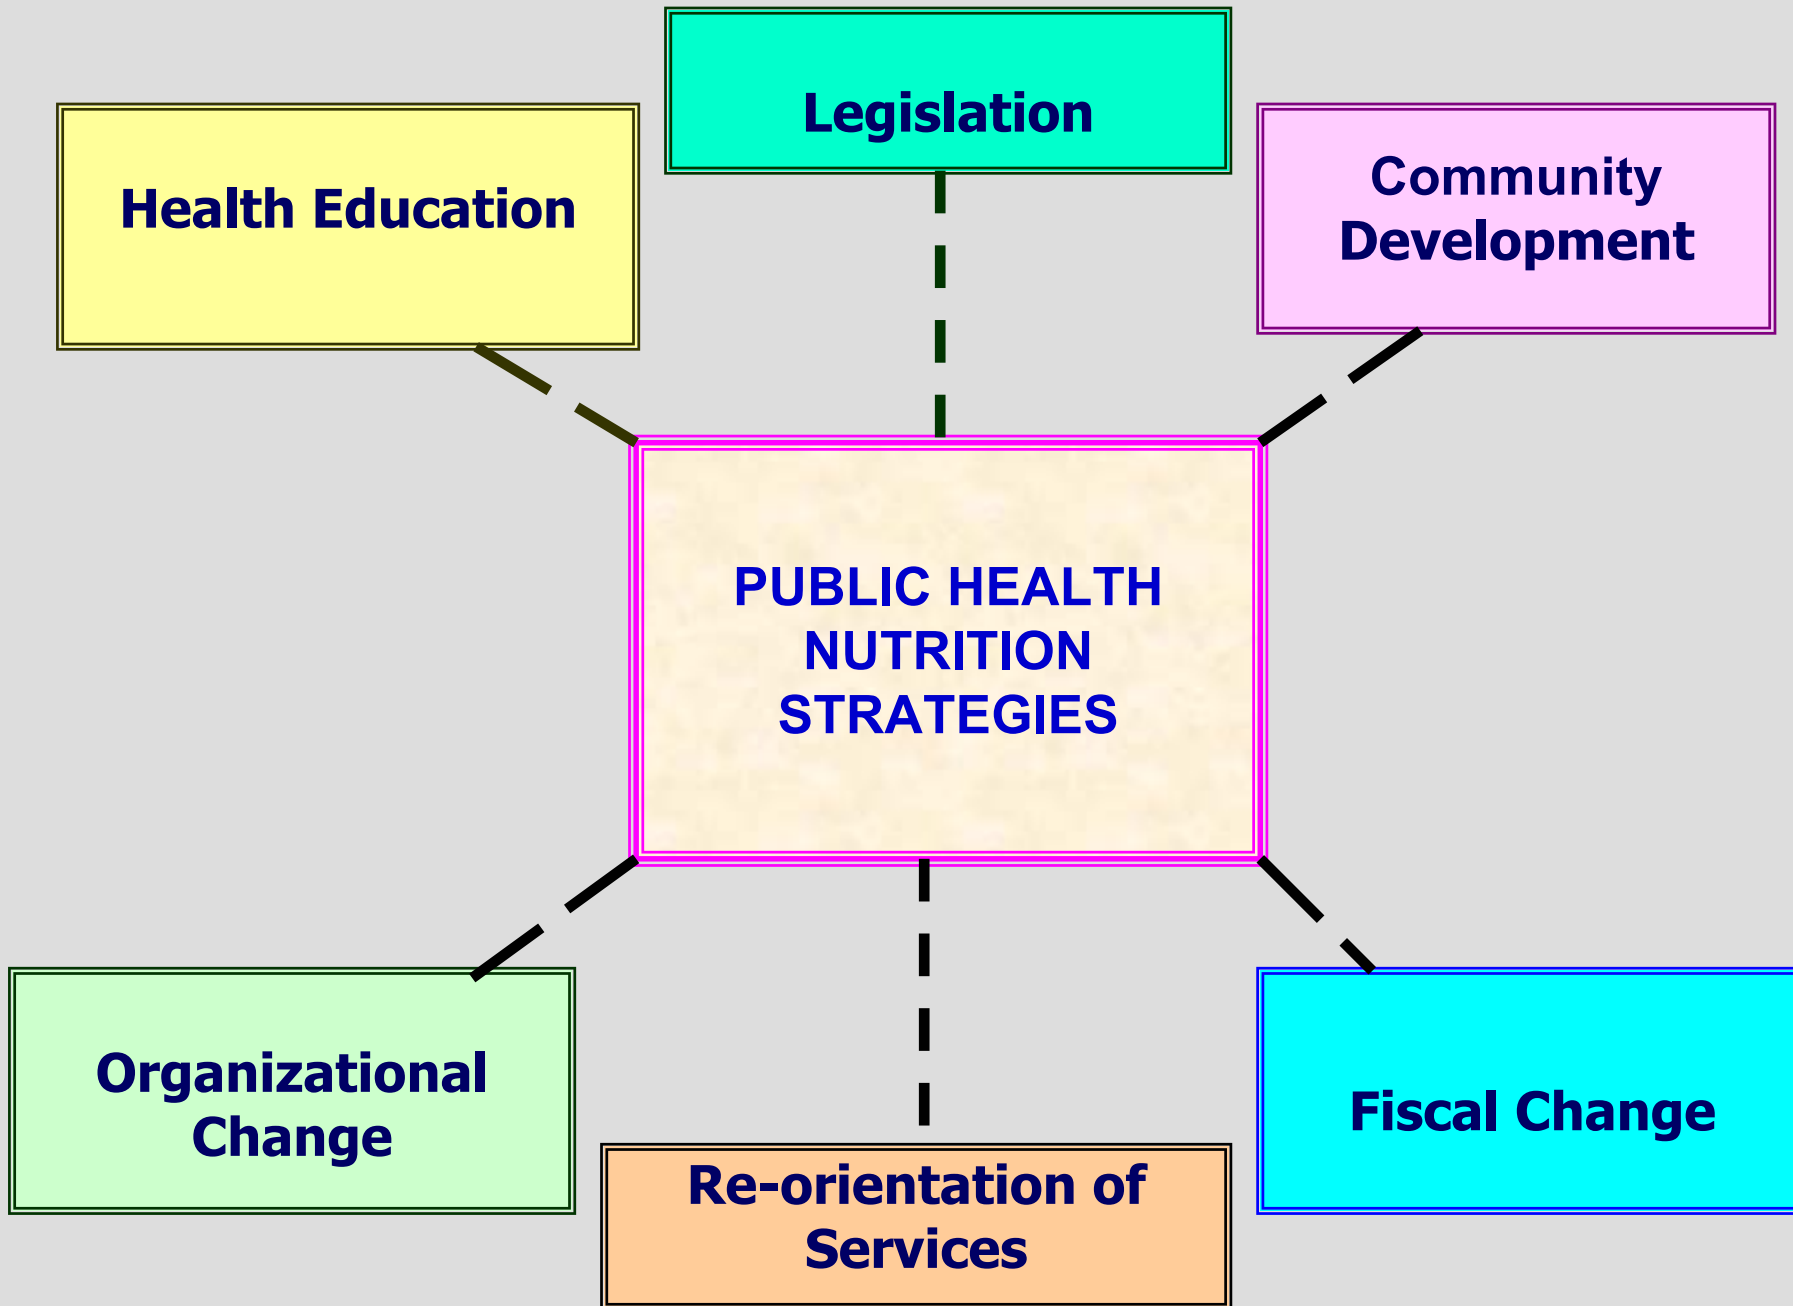 Legislation
Health Education
Community
Development
PUBLIC HEALTH
NUTRITION
STRATEGIES
Organizational
Change
Fiscal Change
Re-orientation of
Services